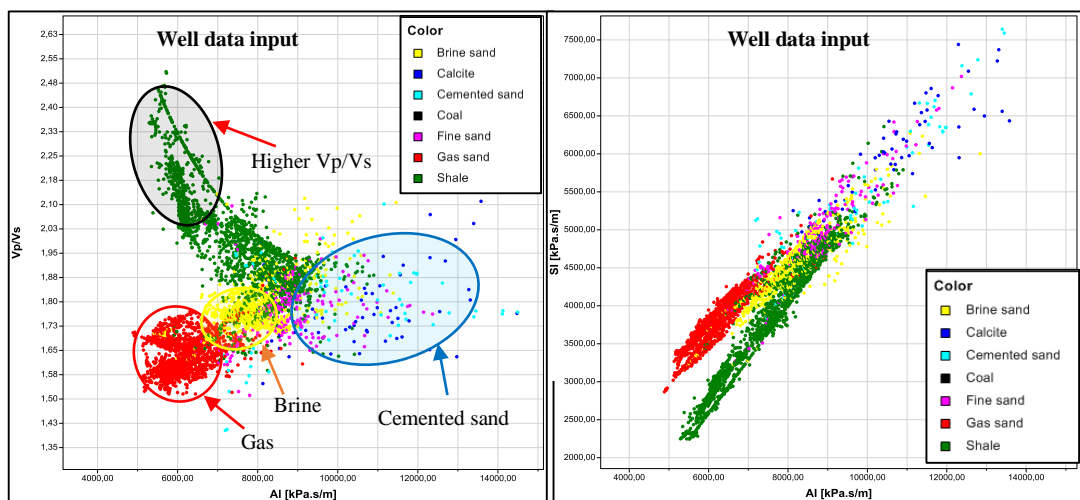 Well data input
Vp/Vs
2,63
2,55
2,48
2,40
2,33
2,25
2,18
2,10
2,03
1,95
1,88
1,80
1,73
1,65
1,58
1,50
1,43
1,35
Color
Brine sand
Calcite
Cemented sand
Coal
Fine sand
Gas sand
Shale
Higher Vp/Vs
Brine
Cemented sand
Gas
4000,00 6000,00 8000,00 10000,00 12000,00 14000,00
AI [kPa.s/m]
Well data input
SI [kPa.s/m]
7500,00
7000,00
6500,00
6000,00
5500,00
5000,00
4500,00
4000,00
3500,00
3000,00
2500,00
2000,00
Color
Brine sand
Calcite
Cemented sand
Coal
Fine sand
Gas sand
Shale
4000,00 6000,00 8000,00 10000,00 12000,00 14000,00
AI [kPa.s/m]